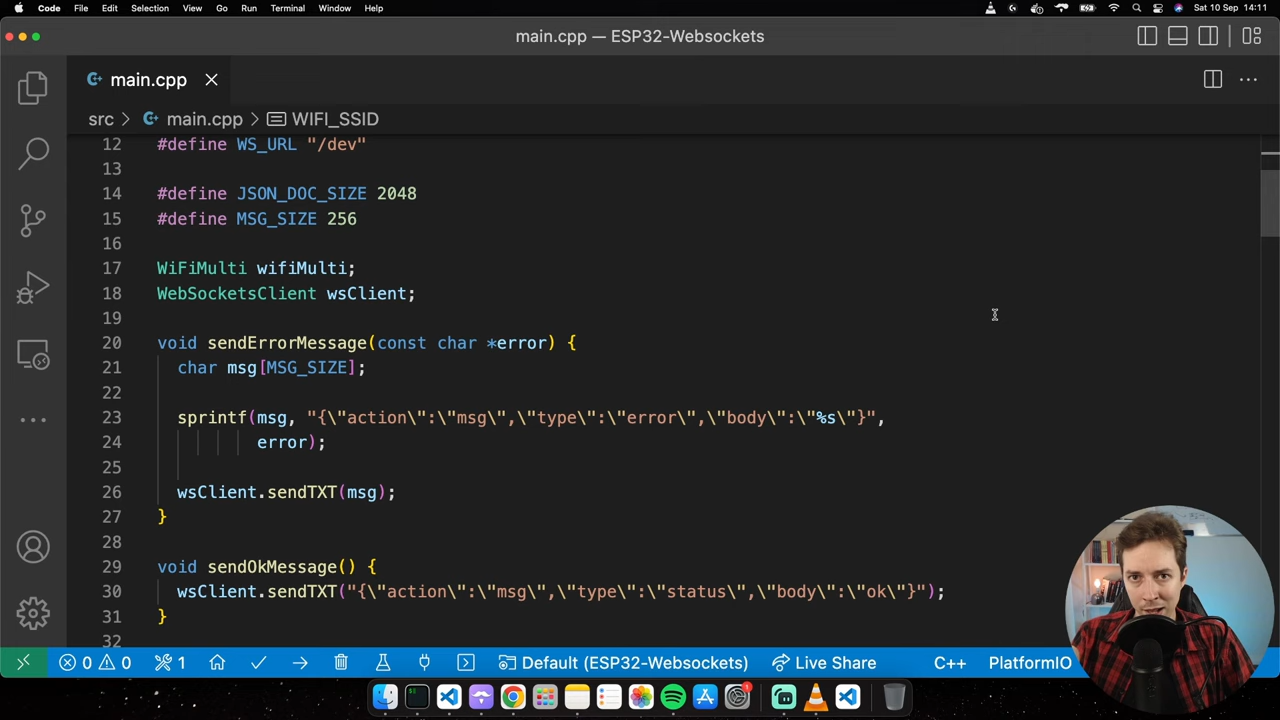 Code File Edit Selection View Go Run Terminal Window Help Sat 10 Sep 14:11
main.cpp — ESP32-Websockets
main.cpp
src > main.cpp > WIFI_SSID
12 #define WS_URL "/dev"
13
14 #define JSON_DOC_SIZE 2048
15 #define MSG_SIZE 256
16
17 WiFiMulti wifiMulti;
18 WebSocketsClient wsClient;
19
20 void sendErrorMessage(const char *error) {
21 char msg[MSG_SIZE];
22
23 sprintf(msg, "{\"action\":\"msg\",\"type\":\"error\",\"body\":\"%s\"}",
24 error);
25
26 wsClient.sendTXT(msg);
27 }
28
29 void sendOkMessage() {
30 wsClient.sendTXT("{\"action\":\"msg\",\"type\":\"status\",\"body\":\"ok\"}");
31 }
32
0 0 1 Default (ESP32-Websockets) Live Share C++ PlatformIO
1